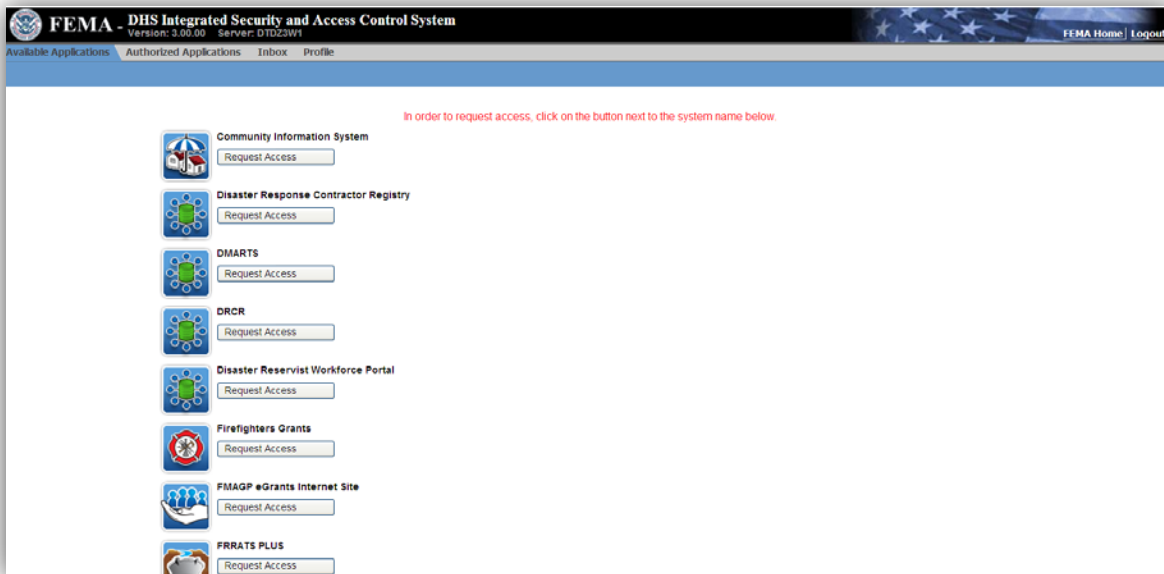 FEMA - DHS Integrated Security and Access Control System
Version: 3.00.00 Server: DTDZ3W1
FEMA Home | Logout
Available Applications Authorized Applications Inbox Profile
In order to request access, click on the button next to the system name below.
Community Information System
Request Access
Disaster Response Contractor Registry
Request Access
DMARTS
Request Access
DRCR
Request Access
Disaster Reservist Workforce Portal
Request Access
Firefighters Grants
Request Access
FMAGP eGrants Internet Site
Request Access
FRRATS PLUS
Request Access